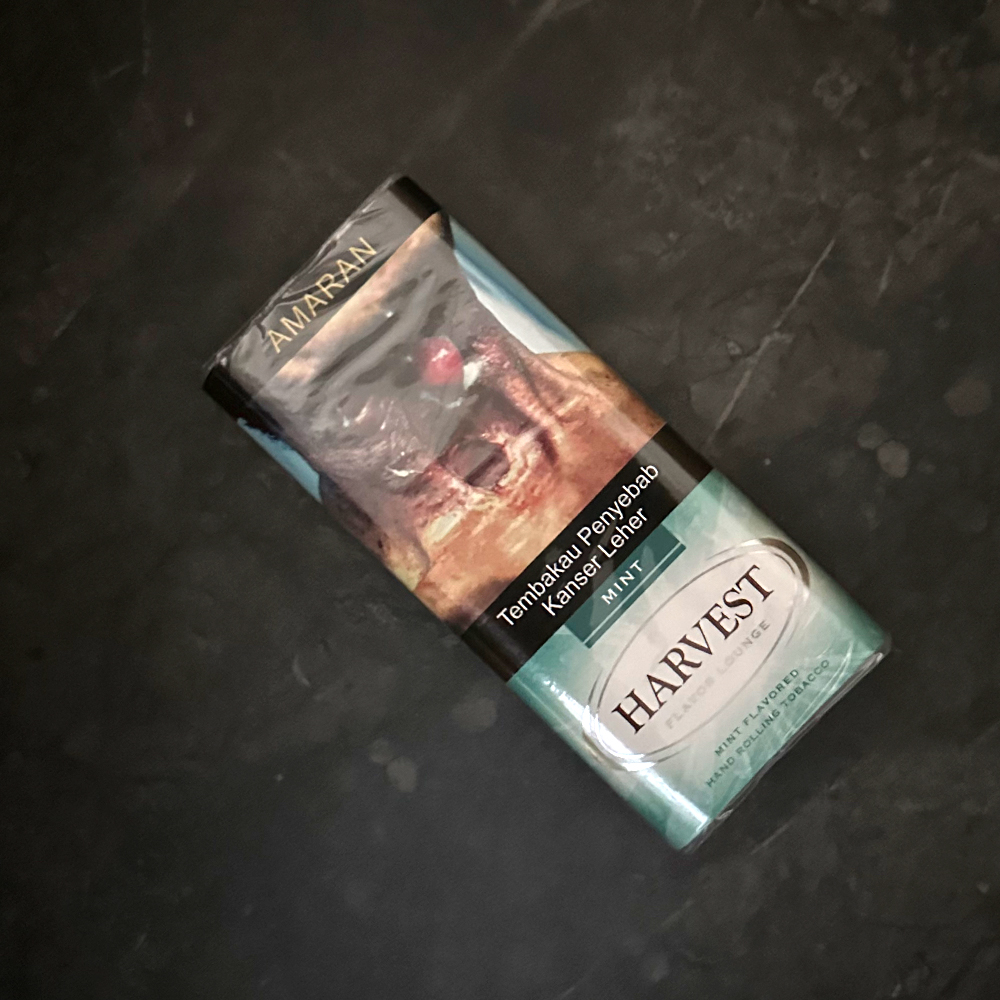 AMARAN
Tembakau Penyebab
Kanser Leher
MINT
HARVEST
FLAVOR LOUNGE
MINT FLAVORED
HAND ROLLING TOBACCO